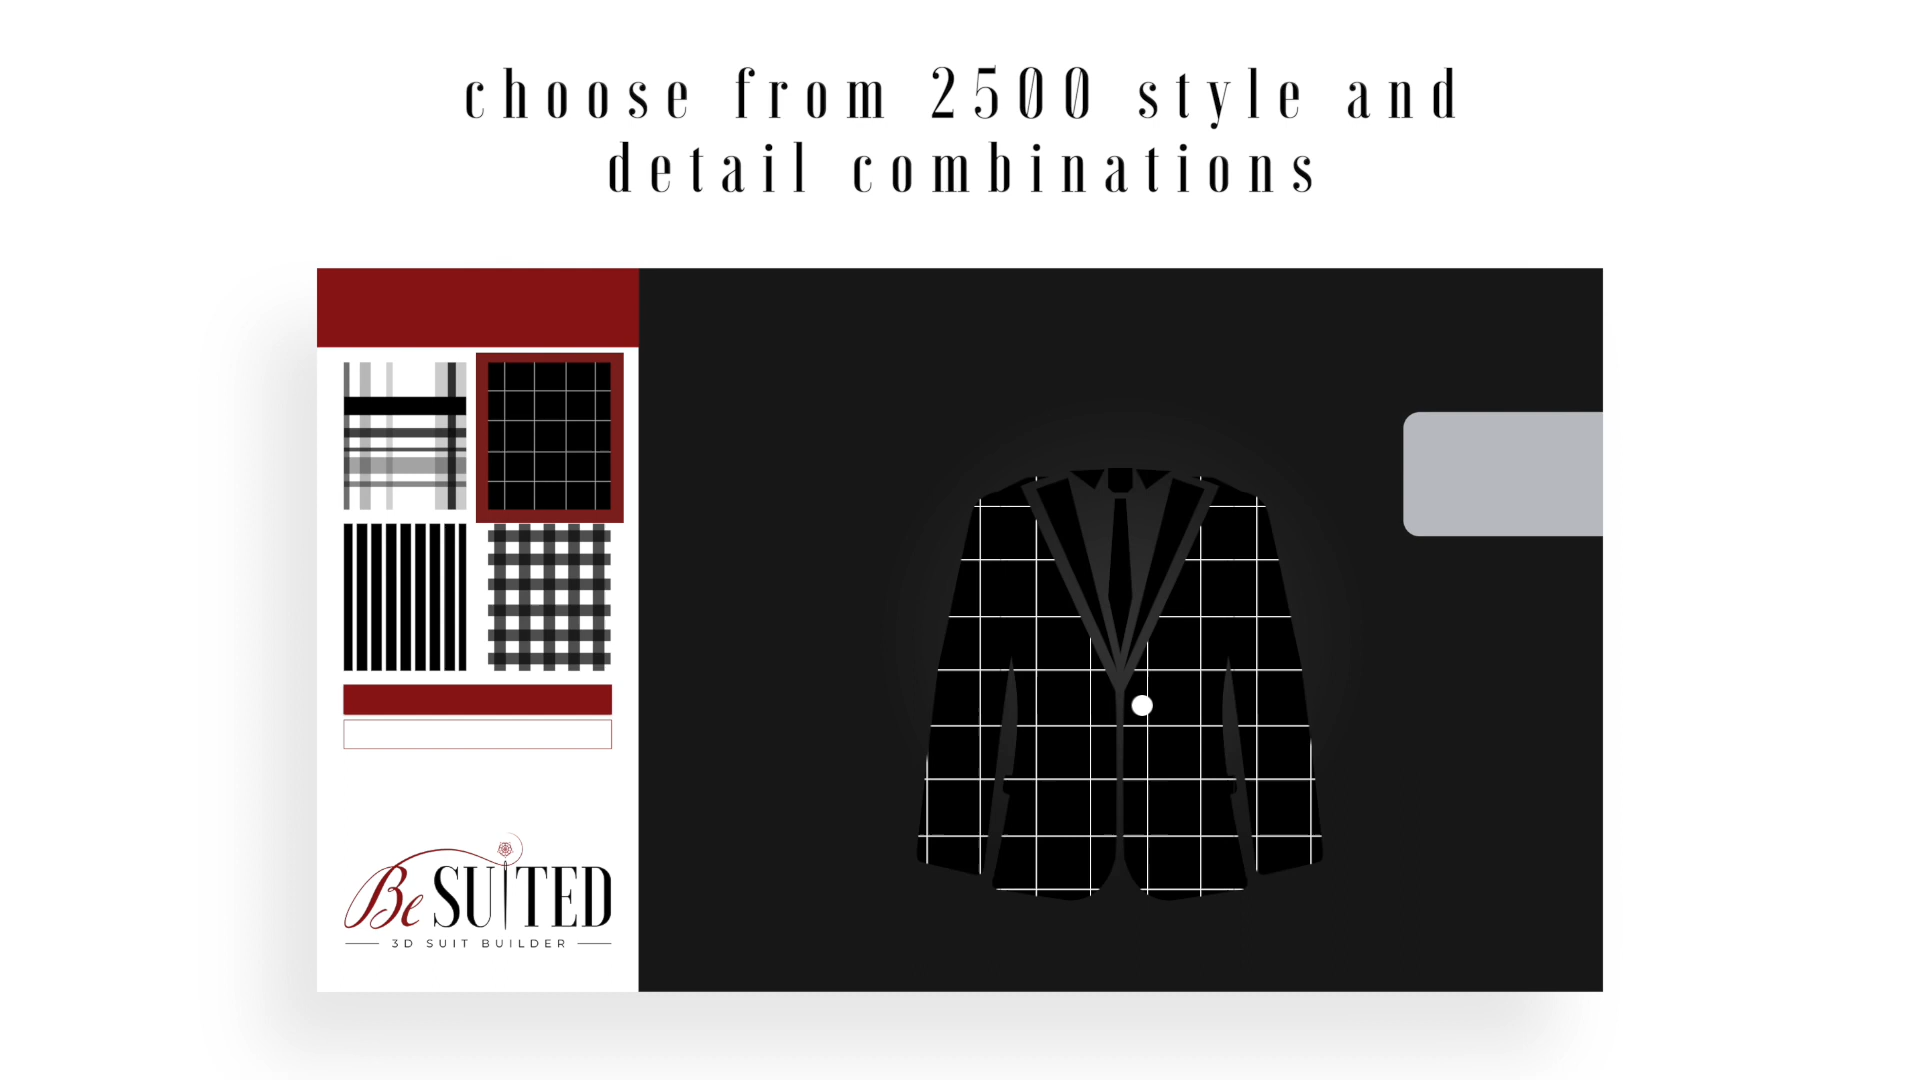 choose from 2500 style and
detail combinations
Be SUITED
3D SUIT BUILDER